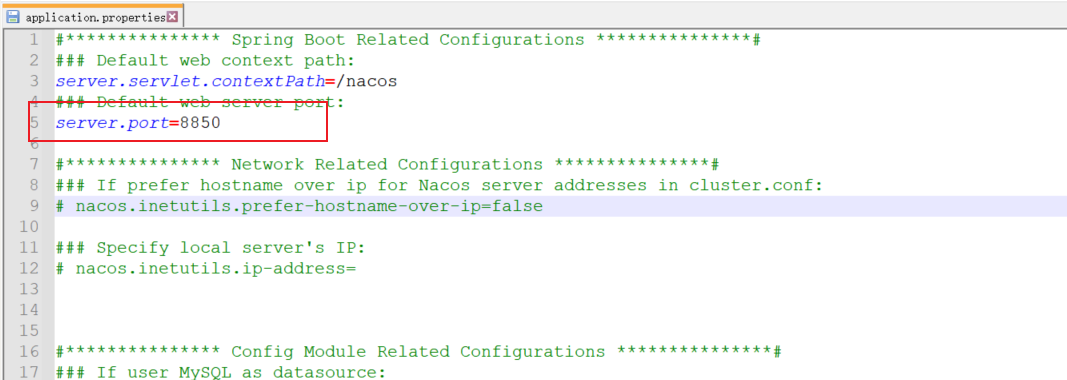 application.properties
1 #*************** Spring Boot Related Configurations ***************#
2 ### Default web context path:
3 server.servlet.contextPath=/nacos
4 ### Default web server port:
5 server.port=8850
6
7 #*************** Network Related Configurations ***************#
8 ### If prefer hostname over ip for Nacos server addresses in cluster.conf:
9 # nacos.inetutils.prefer-hostname-over-ip=false
10
11 ### Specify local server's IP:
12 # nacos.inetutils.ip-address=
13
14
15
16 #*************** Config Module Related Configurations ***************#
17 ### If user MySQL as datasource: